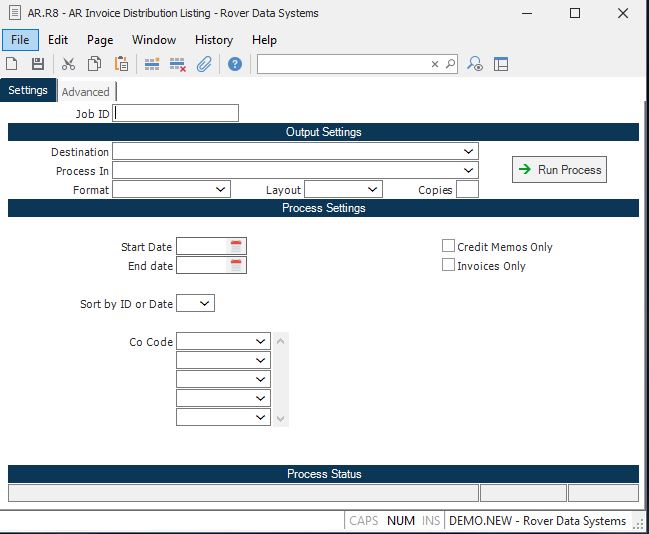 AR.R8 - AR Invoice Distribution Listing - Rover Data Systems
File Edit Page Window History Help
Settings Advanced
Job ID
Output Settings
Destination
Process In
Run Process
Format Layout Copies
Process Settings
Start Date Credit Memos Only
End date Invoices Only
Sort by ID or Date
Co Code
Process Status
CAPS NUM INS DEMO.NEW - Rover Data Systems